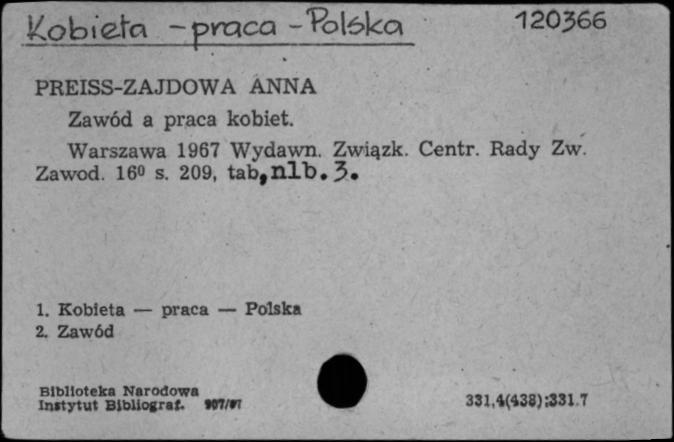 Kobieta - praca - Polska 120366
PREISS-ZAJDOWA ANNA
Zawód a praca kobiet.
Warszawa 1967 Wydawn. Związk. Centr. Rady Zw.
Zawod. 16⁰ s. 209, tab, nlb. 3.
1. Kobieta — praca — Polska
2. Zawód
Biblioteka Narodowa
Instytut Bibliograf.
331.4(438):331.7